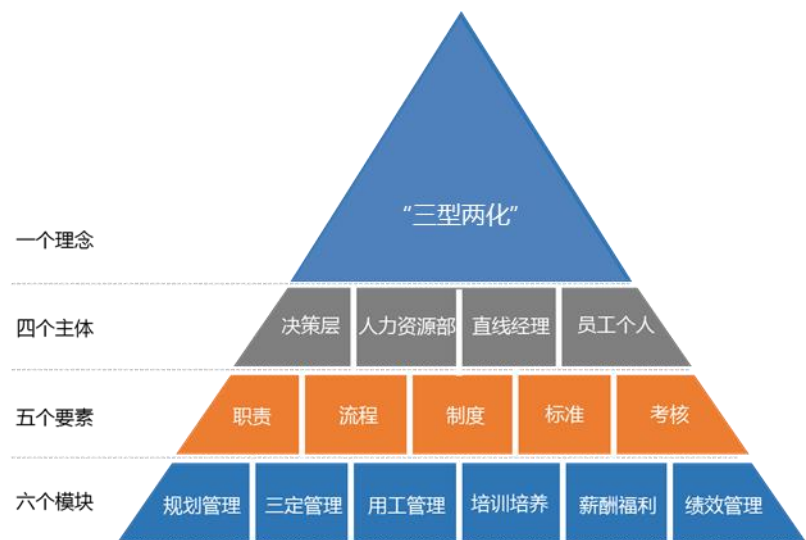 一个理念
“三型两化”
四个主体
决策层
人力资源部
直线经理
员工个人
五个要素
职责
流程
制度
标准
考核
六个模块
规划管理
三定管理
用工管理
培训培养
薪酬福利
绩效管理